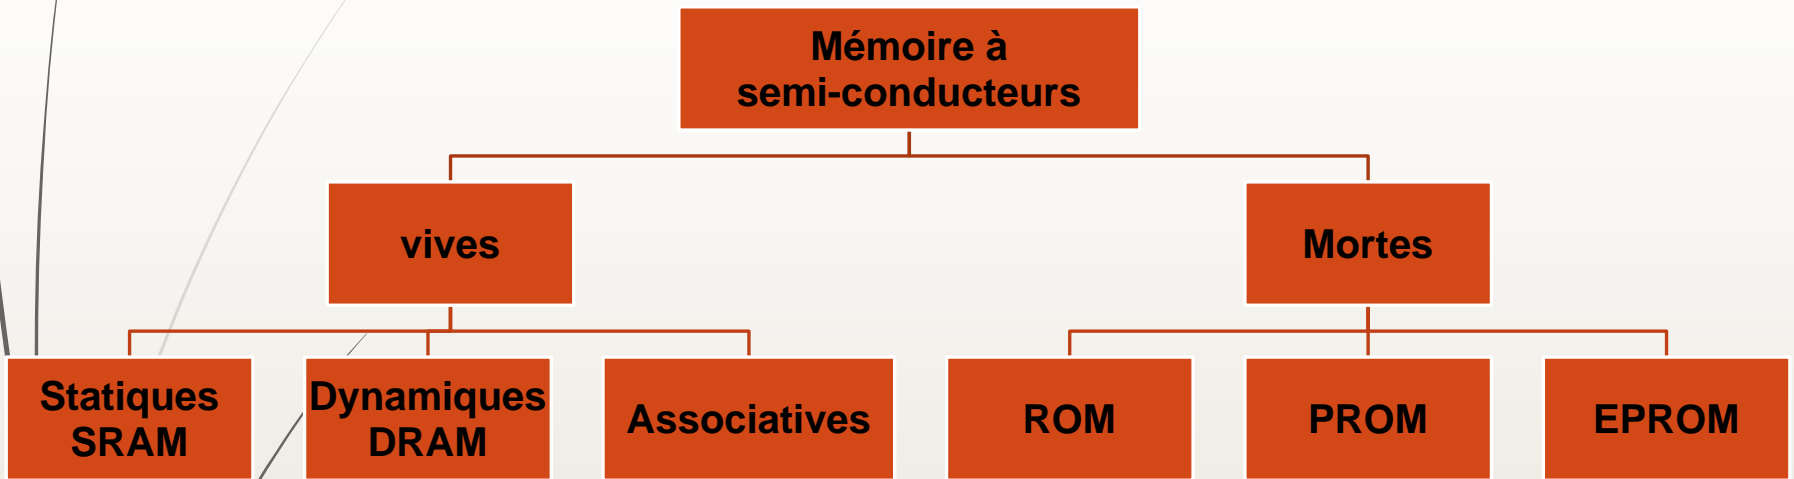 Mémoire à
semi-conducteurs
vives
Mortes
Statiques
SRAM
Dynamiques
DRAM
Associatives
ROM
PROM
EPROM